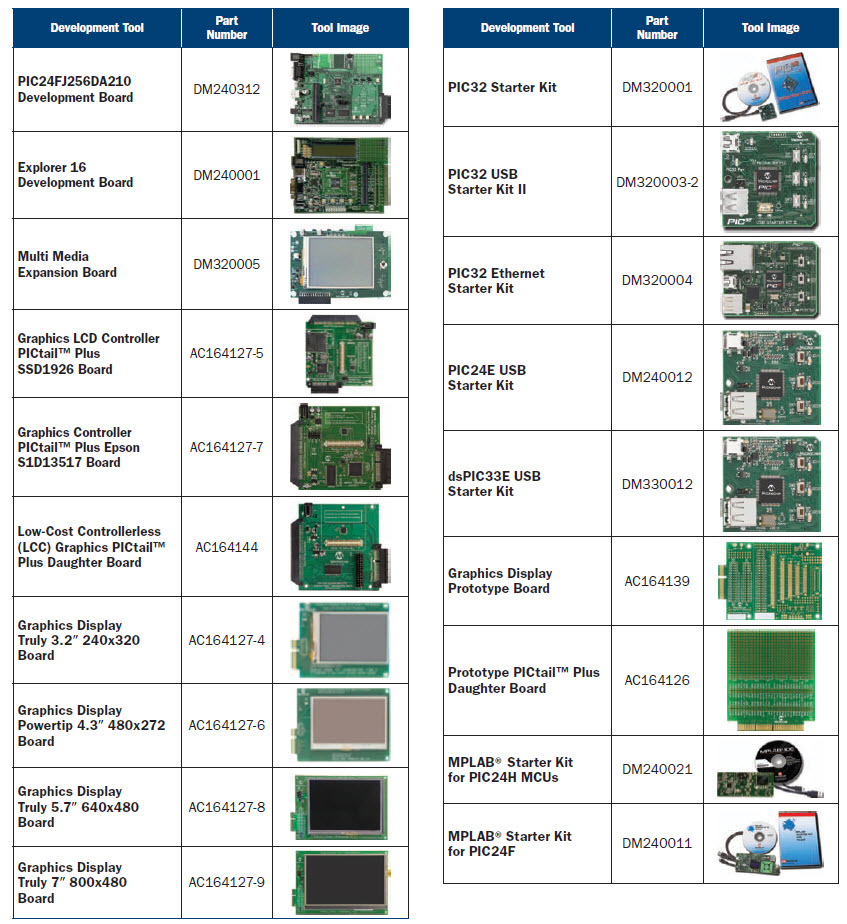 Development Tool
Part
Number
Tool Image
PIC24FJ256DA210
Development Board
DM240312
Explorer 16
Development Board
DM240001
Multi Media
Expansion Board
DM320005
Graphics LCD Controller
PICtail™ Plus
SSD1926 Board
AC164127-5
Graphics Controller
PICtail™ Plus Epson
S1D13517 Board
AC164127-7
Low-Cost Controllerless
(LCC) Graphics PICtail™
Plus Daughter Board
AC164144
Graphics Display
Truly 3.2″ 240x320
Board
AC164127-4
Graphics Display
Powertip 4.3″ 480x272
Board
AC164127-6
Graphics Display
Truly 5.7″ 640x480
Board
AC164127-8
Graphics Display
Truly 7″ 800x480
Board
AC164127-9
Development Tool
Part
Number
Tool Image
PIC32 Starter Kit
DM320001
PIC32 USB
Starter Kit II
DM320003-2
PIC32 Ethernet
Starter Kit
DM320004
PIC24E USB
Starter Kit
DM240012
dsPIC33E USB
Starter Kit
DM330012
Graphics Display
Prototype Board
AC164139
Prototype PICtail™ Plus
Daughter Board
AC164126
MPLAB® Starter Kit
for PIC24H MCUs
DM240021
MPLAB® Starter Kit
for PIC24F
DM240011